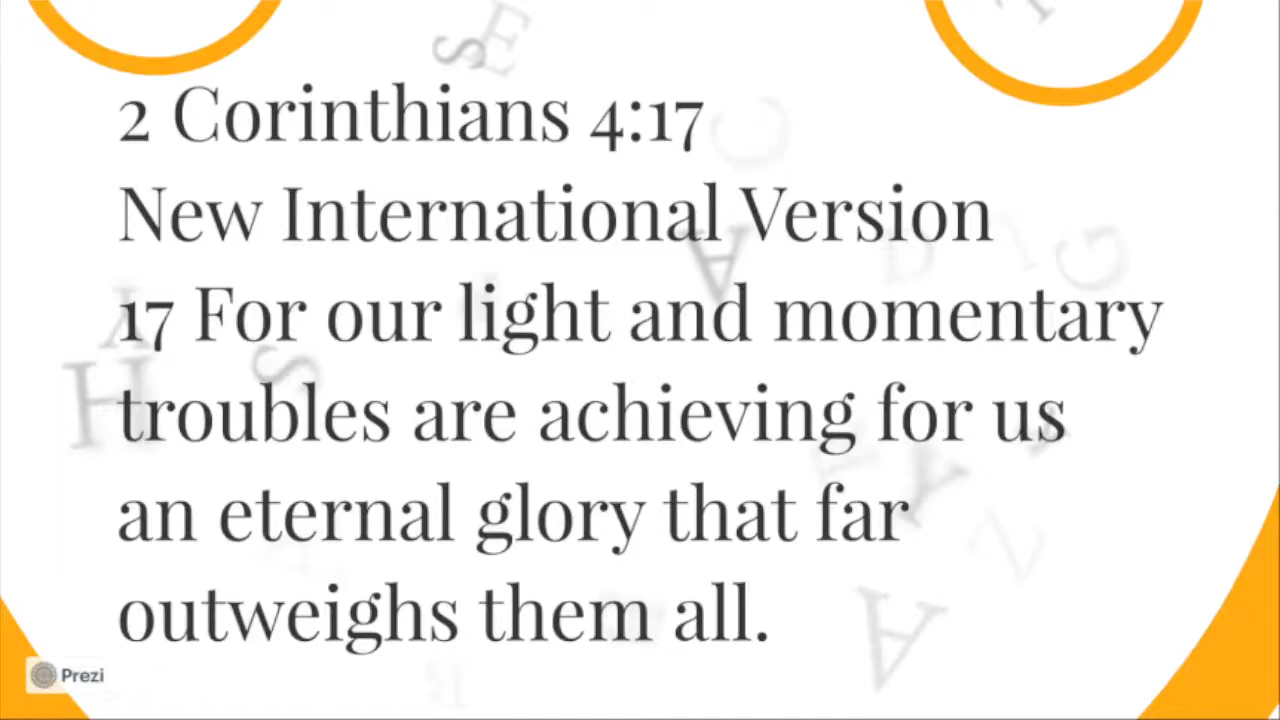 2 Corinthians 4:17
New International Version
17 For our light and momentary
troubles are achieving for us
an eternal glory that far
outweighs them all.
Prezi